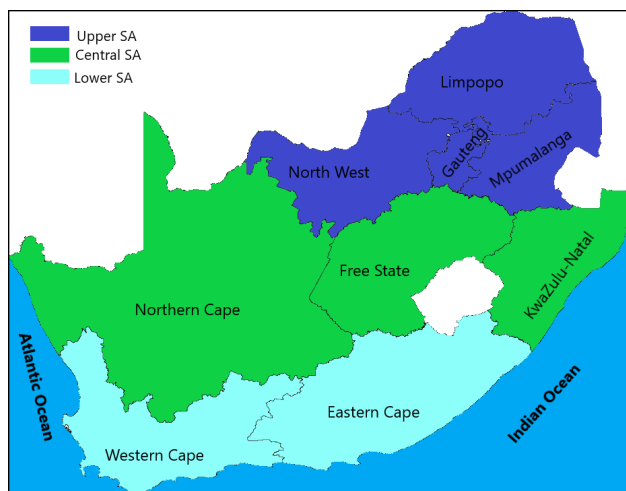 Upper SA
Central SA
Lower SA
Limpopo
Gauteng
Mpumalanga
North West
Free State
KwaZulu-Natal
Northern Cape
Atlantic Ocean
Eastern Cape
Indian Ocean
Western Cape